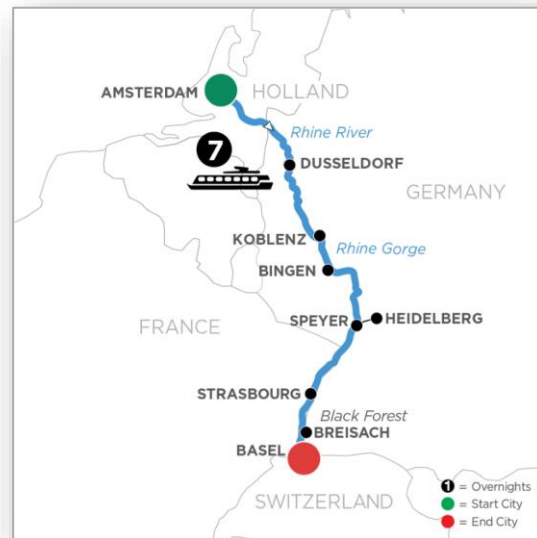 AMSTERDAM
HOLLAND
Rhine River
7
DUSSELDORF
GERMANY
KOBLENZ
Rhine Gorge
BINGEN
SPEYER
HEIDELBERG
FRANCE
STRASBOURG
Black Forest
BREISACH
BASEL
SWITZERLAND
1 = Overnights
= Start City
= End City